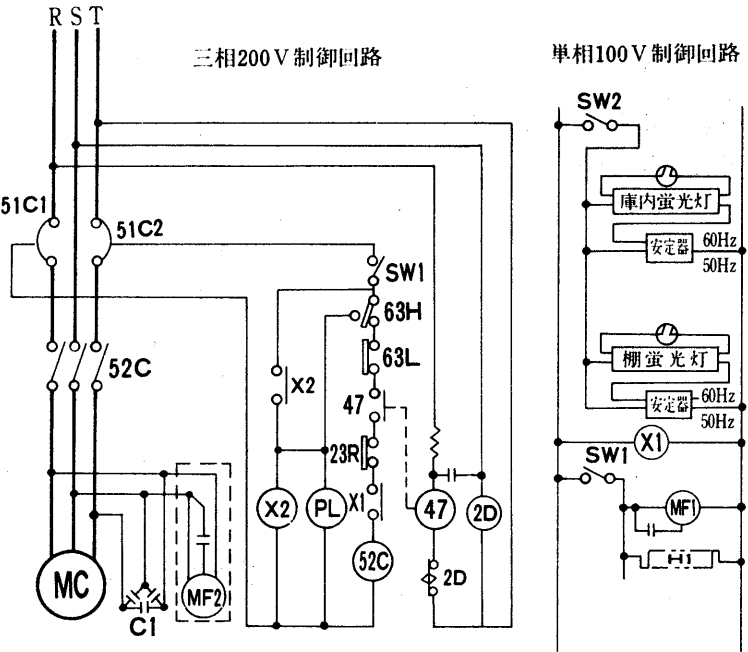 R S T
三相200V制御回路
単相100V制御回路
SW2
51C1
51C2
庫内蛍光灯
安定器
60Hz
50Hz
SW1
63H
63L
52C
X2
47
23R
棚蛍光灯
安定器
60Hz
50Hz
X1
SW1
X2
PL
X1
47
2D
MF1
52C
2D
H1
MC
MF2
C1